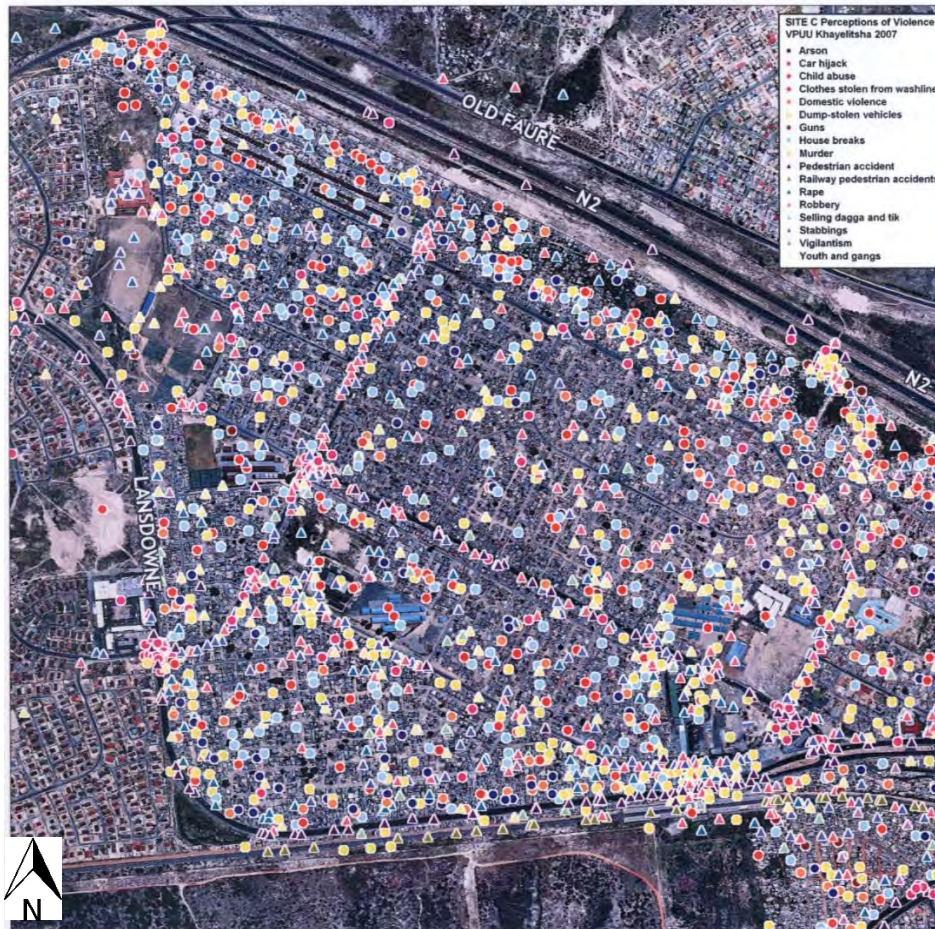 SITE C Perceptions of Violence
VPUU Khayelitsha 2007
Arson
Car hijack
Child abuse
Clothes stolen from washline
Domestic violence
Dump-stolen vehicles
Guns
House breaks
Murder
Pedestrian accident
Railway pedestrian accidents
Rape
Robbery
Selling dagga and tik
Stabbings
Vigilantism
Youth and gangs
OLD FAURE
N2
N2
LANSDOWNE
N